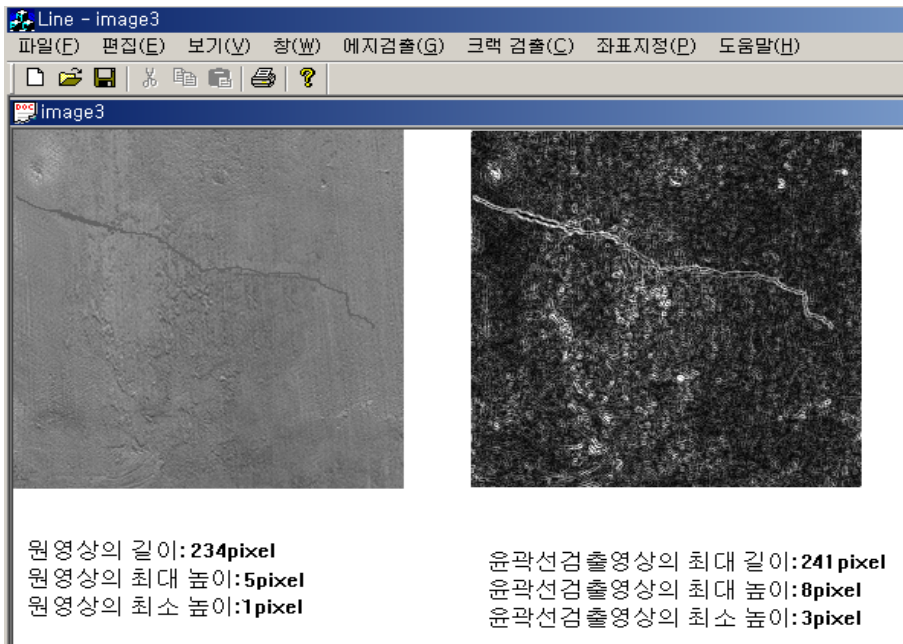 Line - image3
파일(F) 편집(E) 보기(V) 창(W) 에지검출(G) 크랙 검출(C) 좌표지정(P) 도움말(H)
DOC image3
원영상의 길이:234pixel
원영상의 최대 높이:5pixel
원영상의 최소 높이:1pixel
윤곽선검출영상의 최대 길이:241pixel
윤곽선검출영상의 최대 높이:8pixel
윤곽선검출영상의 최소 높이:3pixel